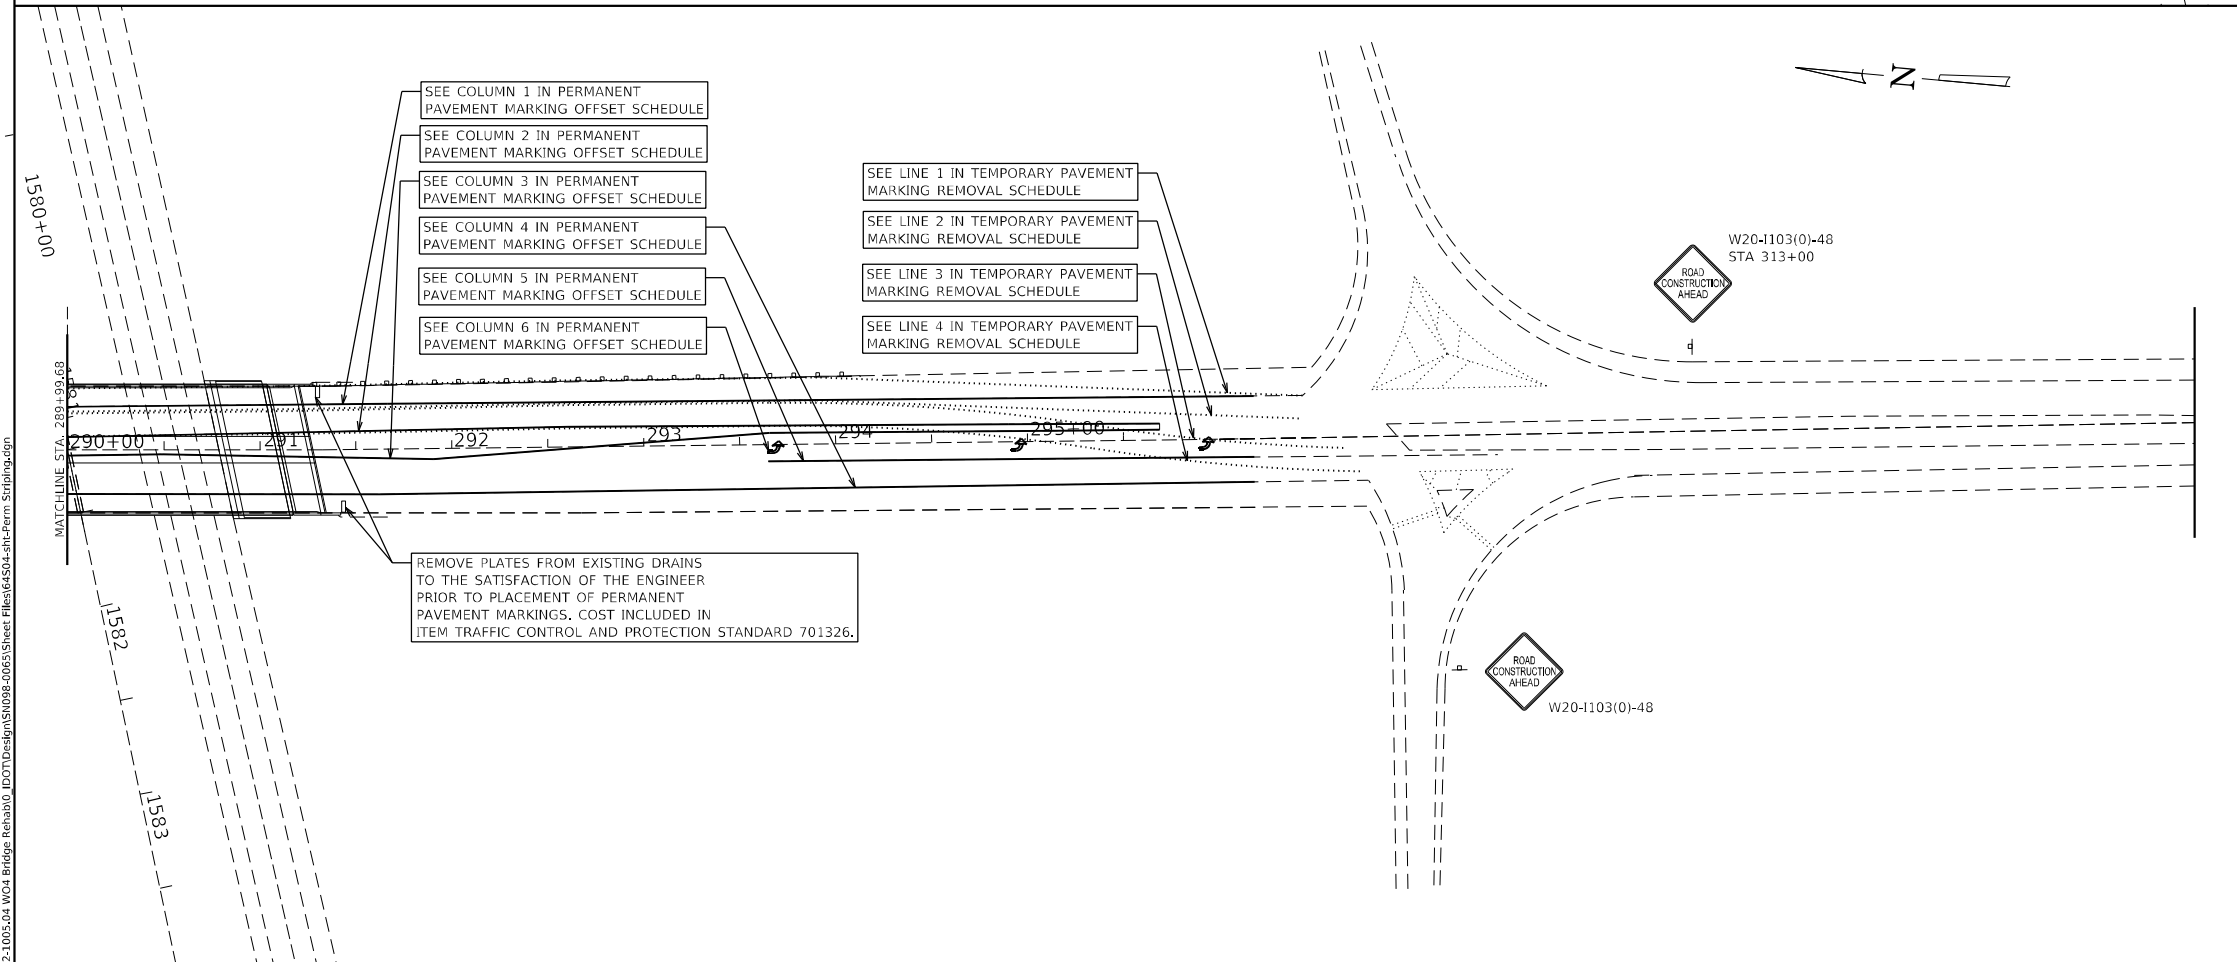 SEE COLUMN 1 IN PERMANENT
PAVEMENT MARKING OFFSET SCHEDULE
SEE COLUMN 2 IN PERMANENT
PAVEMENT MARKING OFFSET SCHEDULE
SEE COLUMN 3 IN PERMANENT
PAVEMENT MARKING OFFSET SCHEDULE
SEE COLUMN 4 IN PERMANENT
PAVEMENT MARKING OFFSET SCHEDULE
SEE COLUMN 5 IN PERMANENT
PAVEMENT MARKING OFFSET SCHEDULE
SEE COLUMN 6 IN PERMANENT
PAVEMENT MARKING OFFSET SCHEDULE
SEE LINE 1 IN TEMPORARY PAVEMENT
MARKING REMOVAL SCHEDULE
SEE LINE 2 IN TEMPORARY PAVEMENT
MARKING REMOVAL SCHEDULE
SEE LINE 3 IN TEMPORARY PAVEMENT
MARKING REMOVAL SCHEDULE
SEE LINE 4 IN TEMPORARY PAVEMENT
MARKING REMOVAL SCHEDULE
N
W20-I103(0)-48
STA 313+00
ROAD
CONSTRUCTION
AHEAD
1580+00
MATCHLINE STA. 289+99.68
290+00
291
292
293
294
295+00
REMOVE PLATES FROM EXISTING DRAINS
TO THE SATISFACTION OF THE ENGINEER
PRIOR TO PLACEMENT OF PERMANENT
PAVEMENT MARKINGS. COST INCLUDED IN
ITEM TRAFFIC CONTROL AND PROTECTION STANDARD 701326.
1582
1583
ROAD
CONSTRUCTION
AHEAD
W20-I103(0)-48
2-1005.04 WO4 Bridge Rehab\0_IDOT\Design\SN098-0065\Sheet Files\64S04-sht-Perm Striping.dgn